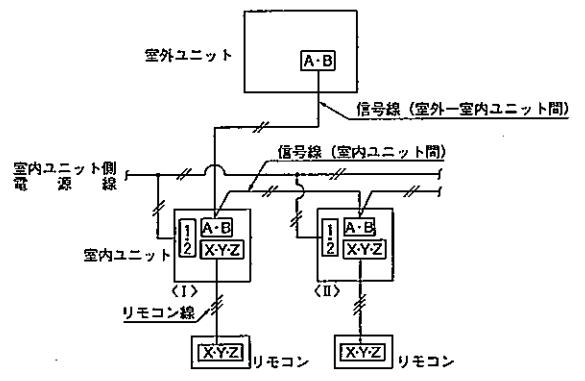 室外ユニット
A・B
信号線（室外ー室内ユニット間）
室内ユニット側
電源線
信号線（室内ユニット間）
1・2
A・B
X・Y・Z
1・2
A・B
X・Y・Z
室内ユニット
〈Ⅰ〉
〈Ⅱ〉
リモコン線
X・Y・Z
リモコン
X・Y・Z
リモコン